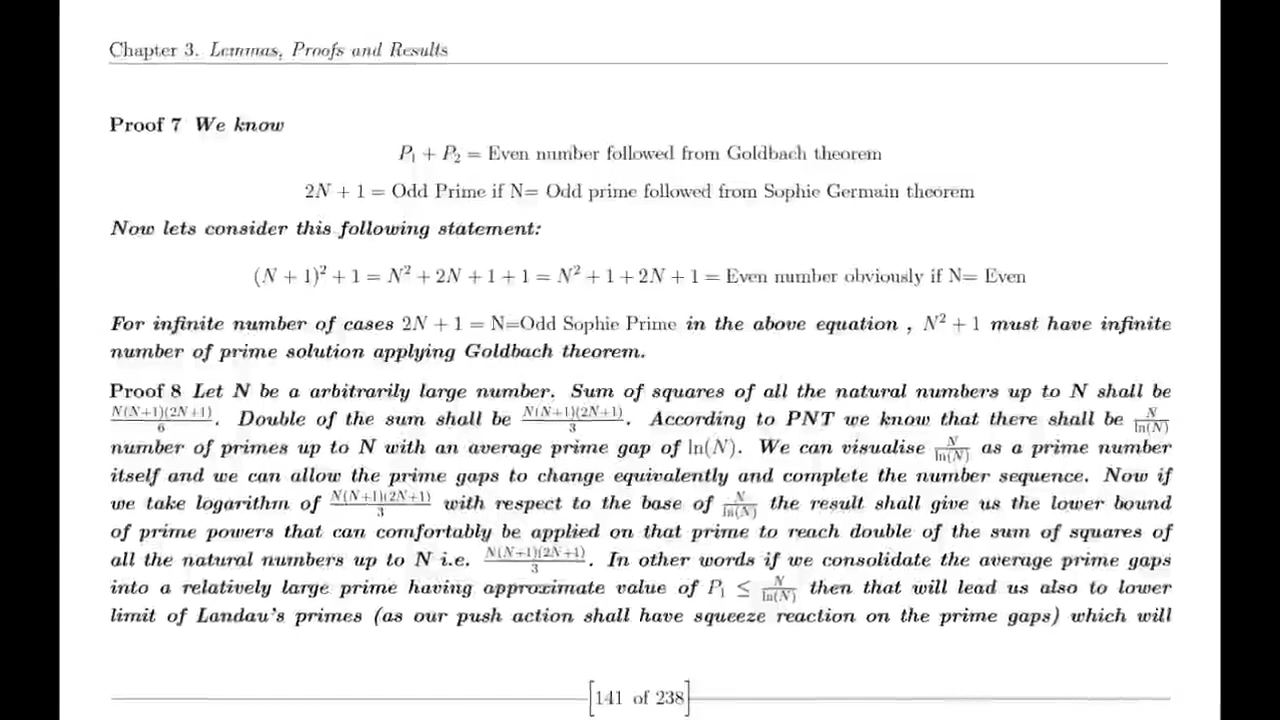 Chapter 3. Lemmas, Proofs and Results
Proof 7 We know
P₁ + P₂ = Even number followed from Goldbach theorem
2N + 1 = Odd Prime if N= Odd prime followed from Sophie Germain theorem
Now lets consider this following statement:
(N + 1)² + 1 = N² + 2N + 1 + 1 = N² + 1 + 2N + 1 = Even number obviously if N= Even
For infinite number of cases 2N + 1 = N=Odd Sophie Prime in the above equation , N² + 1 must have infinite
number of prime solution applying Goldbach theorem.
Proof 8 Let N be a arbitrarily large number. Sum of squares of all the natural numbers up to N shall be
N(N+1)(2N+1)/6. Double of the sum shall be N(N+1)(2N+1)/3. According to PNT we know that there shall be N/ln(N)
number of primes up to N with an average prime gap of ln(N). We can visualise N/ln(N) as a prime number
itself and we can allow the prime gaps to change equivalently and complete the number sequence. Now if
we take logarithm of N(N+1)(2N+1)/3 with respect to the base of N/ln(N) the result shall give us the lower bound
of prime powers that can comfortably be applied on that prime to reach double of the sum of squares of
all the natural numbers up to N i.e. N(N+1)(2N+1)/3. In other words if we consolidate the average prime gaps
into a relatively large prime having approximate value of P₁ ≤ N/ln(N) then that will lead us also to lower
limit of Landau's primes (as our push action shall have squeeze reaction on the prime gaps) which will
[141 of 238]